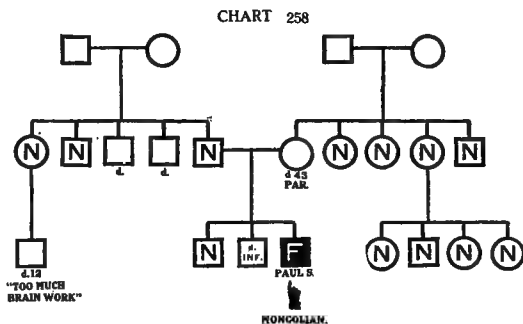 CHART 258
N N d. d. N d 43 N N N N
PAR.
N d. INF. F N N N N
d.12 PAUL S.
"TOO MUCH
BRAIN WORK"
MONGOLIAN.